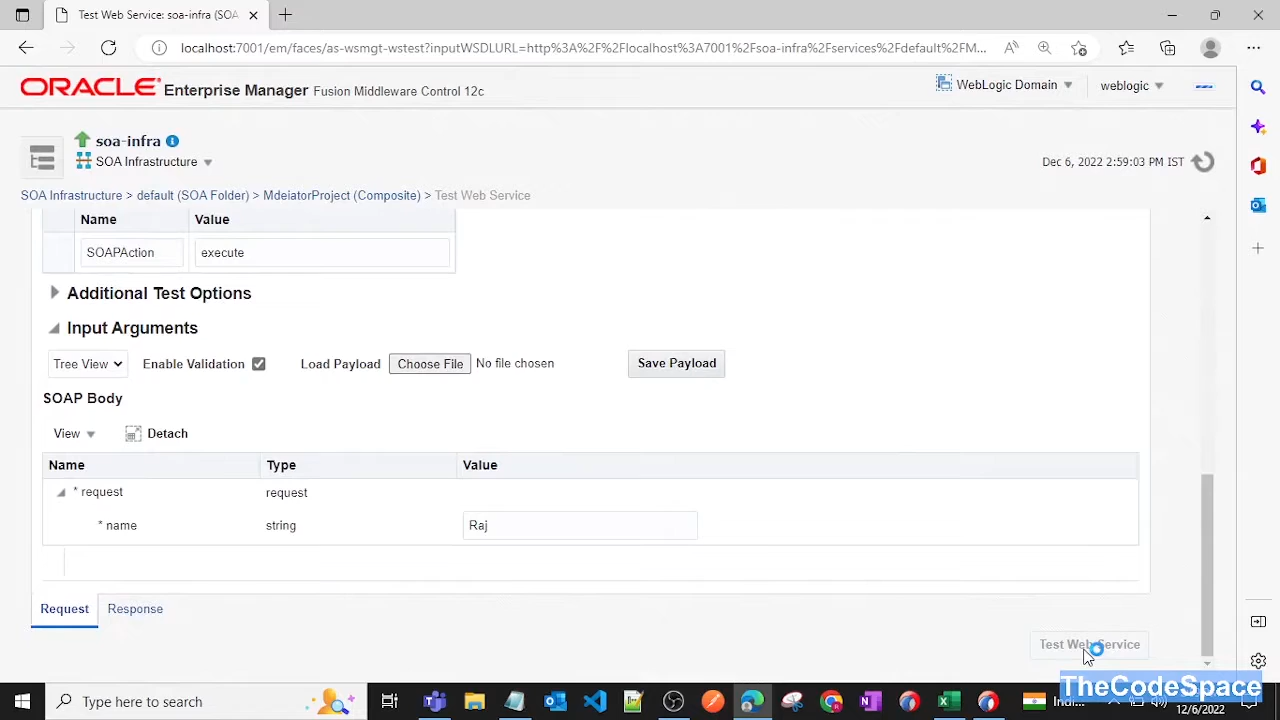 Test Web Service: soa-infra (SOA
localhost:7001/em/faces/as-wsmgt-wstest?inputWSDLURL=http%3A%2F%2Flocalhost%3A7001%2Fsoa-infra%2Fservices%2Fdefault%2FM...
ORACLE Enterprise Manager Fusion Middleware Control 12c
WebLogic Domain weblogic
soa-infra
SOA Infrastructure
Dec 6, 2022 2:59:03 PM IST
SOA Infrastructure > default (SOA Folder) > MdeiatorProject (Composite) > Test Web Service
Name Value
SOAPAction execute
Additional Test Options
Input Arguments
Tree View Enable Validation Load Payload Choose File No file chosen Save Payload
SOAP Body
View Detach
Name Type Value
* request request
* name string Raj
Request Response
Test Web Service
TheCodeSpace
Type here to search
12/6/2022